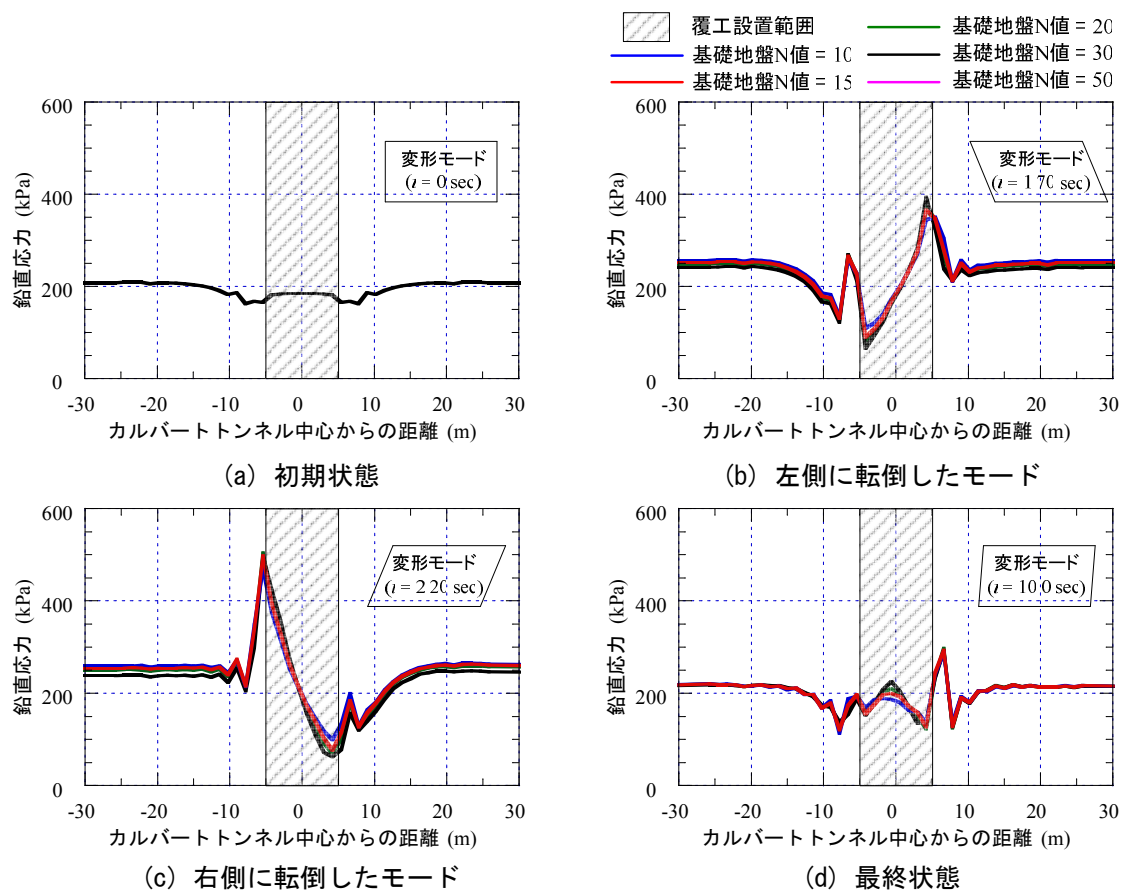 覆工設置範囲
基礎地盤N値 = 20
基礎地盤N値 = 10
基礎地盤N値 = 30
基礎地盤N値 = 15
基礎地盤N値 = 50
600
400
200
0
鉛直応力 (kPa)
変形モード
(t = 0 sec)
-30 -20 -10 0 10 20 30
カルバートトンネル中心からの距離 (m)
(a) 初期状態
600
400
200
0
鉛直応力 (kPa)
変形モード
(t = 1.70 sec)
-30 -20 -10 0 10 20 30
カルバートトンネル中心からの距離 (m)
(b) 左側に転倒したモード
600
400
200
0
鉛直応力 (kPa)
変形モード
(t = 2.20 sec)
-30 -20 -10 0 10 20 30
カルバートトンネル中心からの距離 (m)
(c) 右側に転倒したモード
600
400
200
0
鉛直応力 (kPa)
変形モード
(t = 10.0 sec)
-30 -20 -10 0 10 20 30
カルバートトンネル中心からの距離 (m)
(d) 最終状態